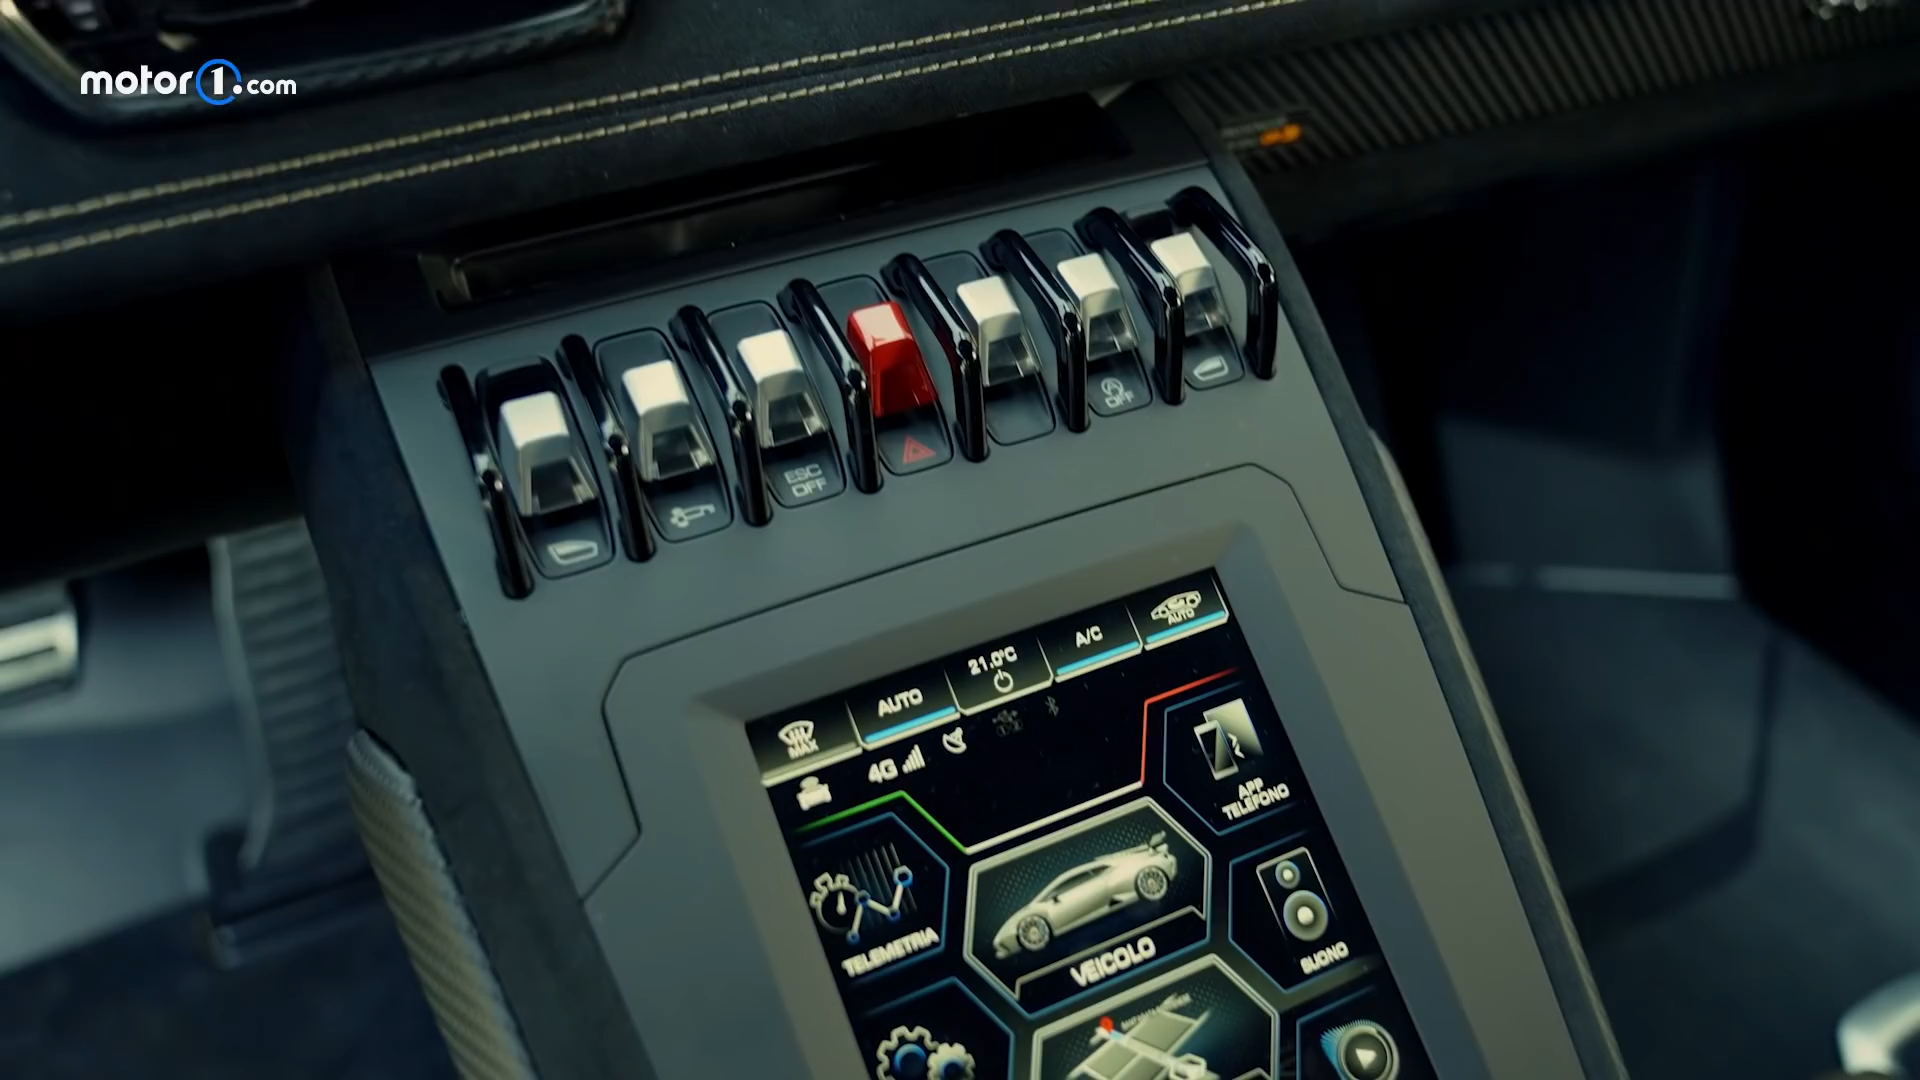 motor1.com
ESC
OFF
OFF
MAX
AUTO
21.0°C
A/C
AUTO
4G
APP
TELEFONO
TELEMETRIA
VEICOLO
SUONO